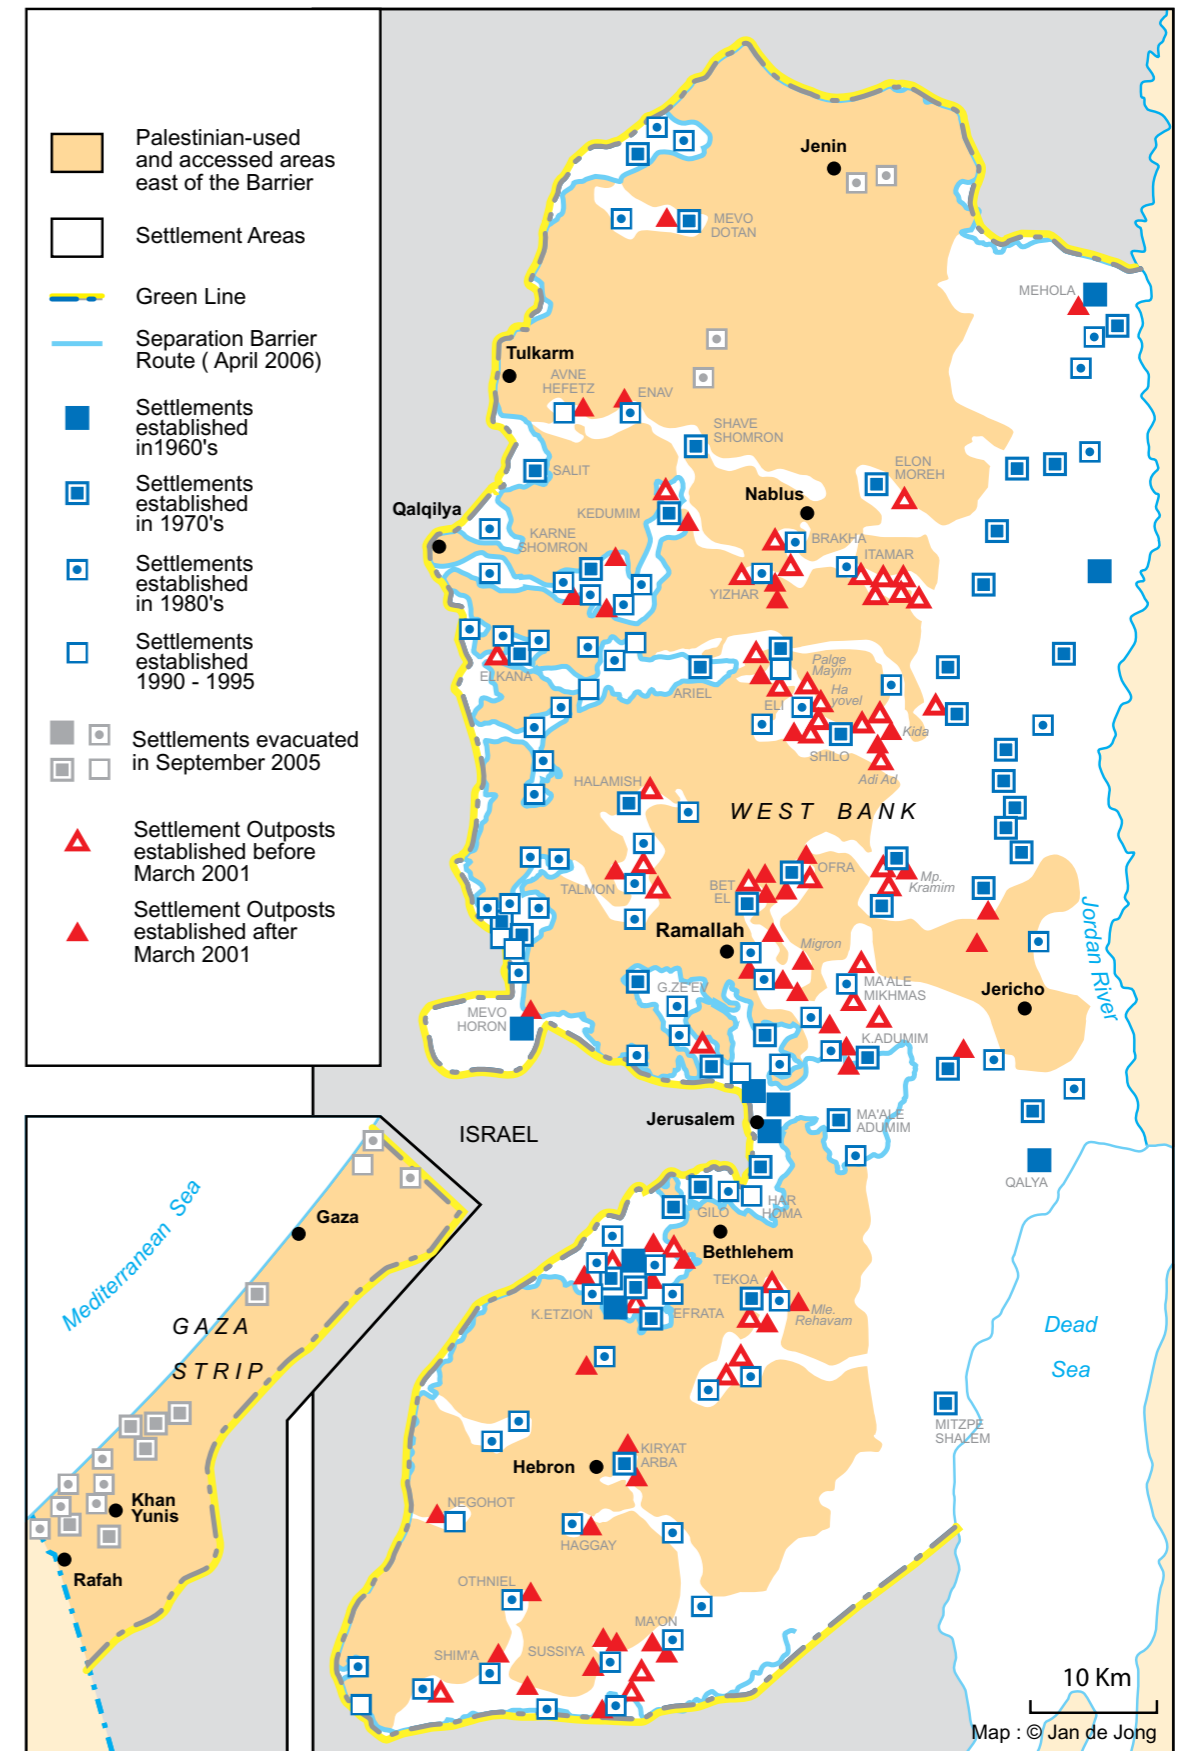 Palestinian-used
and accessed areas
east of the Barrier
Settlement Areas
Green Line
Separation Barrier
Route ( April 2006)
Settlements
established
in1960's
Settlements
established
in 1970's
Settlements
established
in 1980's
Settlements
established
1990 - 1995
Settlements evacuated
in September 2005
Settlement Outposts
established before
March 2001
Settlement Outposts
established after
March 2001
Jenin
MEVO
DOTAN
MEHOLA
Tulkarm
AVNE
HEFETZ
ENAV
SHAVE
SHOMRON
SALIT
ELON
MOREH
Nablus
Qalqilya
KEDUMIM
KARNE
SHOMRON
BRAKHA
ITAMAR
YIZHAR
ELKANA
ARIEL
Palge
Mayim
ELI
Ha
yovel
Kida
SHILO
Adi Ad
HALAMISH
WEST BANK
TALMON
BET
EL
OFRA
Mp.
Kramim
Ramallah
Migron
Jordan River
G.ZE'EV
MA'ALE
MIKHMAS
Jericho
MEVO
HORON
K.ADUMIM
Jerusalem
ISRAEL
MA'ALE
ADUMIM
QALYA
GILO
HAR
HOMA
Bethlehem
TEKOA
Mle.
Rehavam
K.ETZION
EFRATA
Dead
Sea
MITZPE
SHALEM
KIRYAT
ARBA
Hebron
NEGOHOT
HAGGAY
OTHNIEL
MA'ON
SHIM'A
SUSSIYA
Mediterranean Sea
Gaza
GAZA
STRIP
Khan
Yunis
Rafah
10 Km
Map : © Jan de Jong